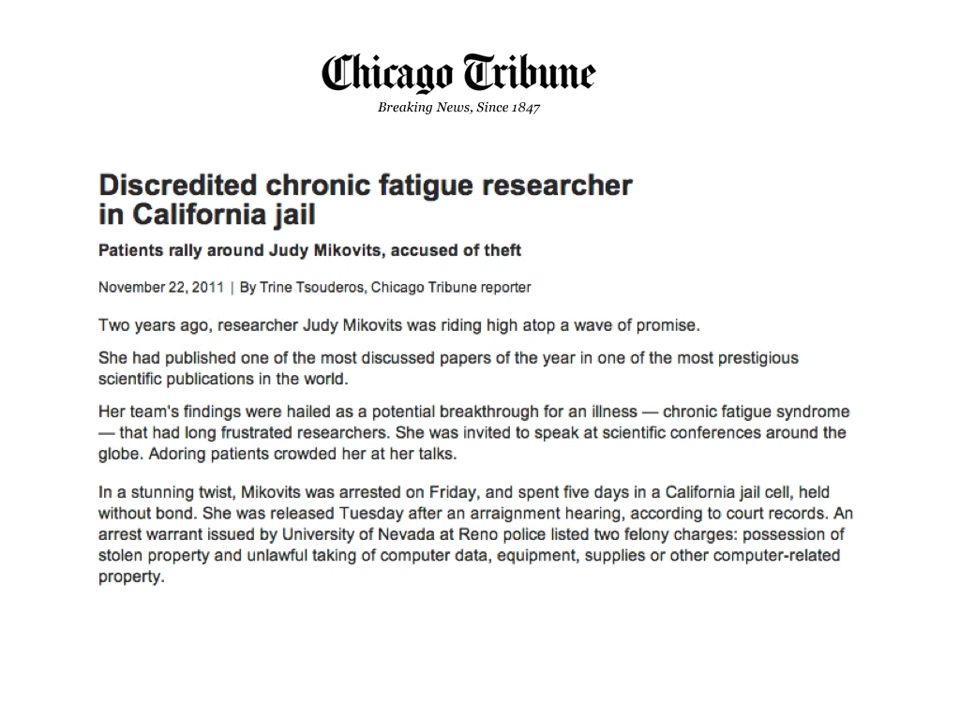 Chicago Tribune
Breaking News, Since 1847
Discredited chronic fatigue researcher
in California jail
Patients rally around Judy Mikovits, accused of theft
November 22, 2011 | By Trine Tsouderos, Chicago Tribune reporter
Two years ago, researcher Judy Mikovits was riding high atop a wave of promise.
She had published one of the most discussed papers of the year in one of the most prestigious
scientific publications in the world.
Her team's findings were hailed as a potential breakthrough for an illness — chronic fatigue syndrome
— that had long frustrated researchers. She was invited to speak at scientific conferences around the
globe. Adoring patients crowded her at her talks.
In a stunning twist, Mikovits was arrested on Friday, and spent five days in a California jail cell, held
without bond. She was released Tuesday after an arraignment hearing, according to court records. An
arrest warrant issued by University of Nevada at Reno police listed two felony charges: possession of
stolen property and unlawful taking of computer data, equipment, supplies or other computer-related
property.